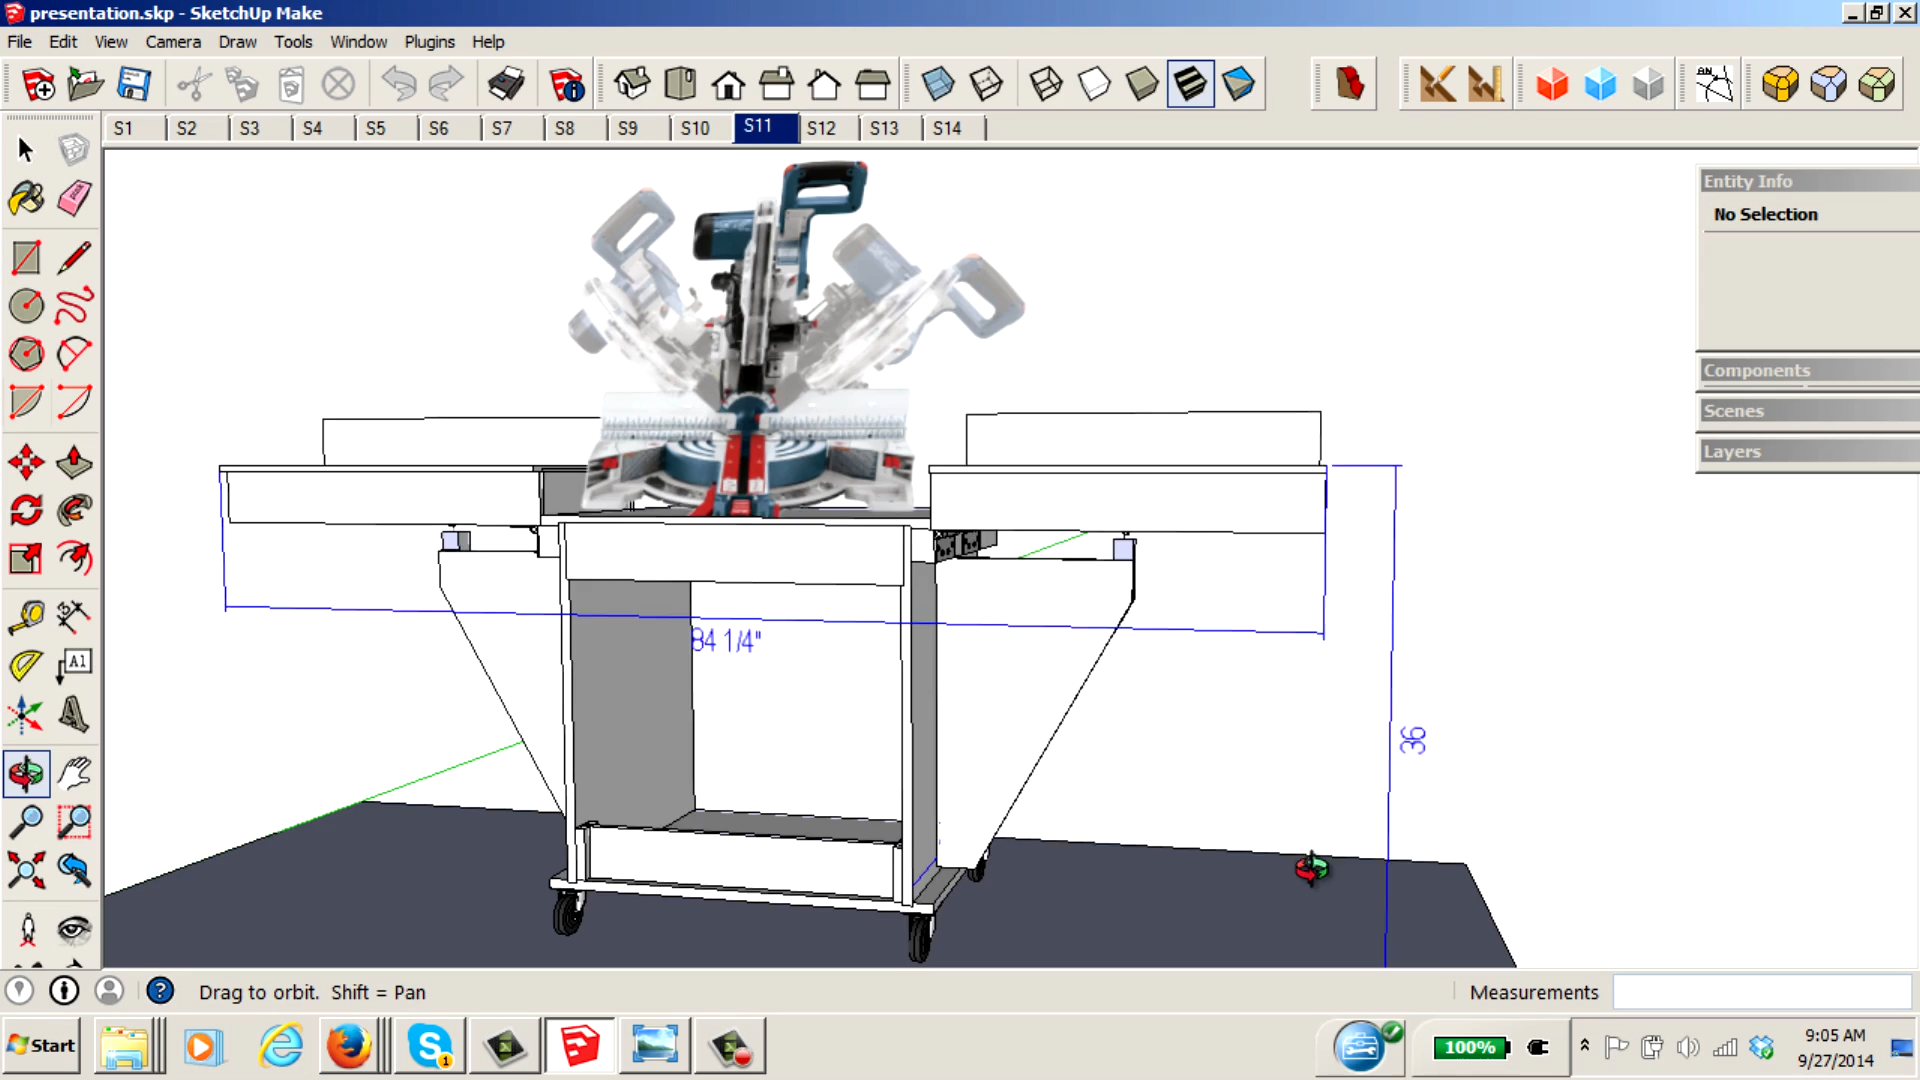 presentation.skp - SketchUp Make
File Edit View Camera Draw Tools Window Plugins Help
S1 S2 S3 S4 S5 S6 S7 S8 S9 S10 S11 S12 S13 S14
Entity Info
No Selection
Components
Scenes
Layers
A1
84 1/4"
36
Drag to orbit. Shift = Pan
Measurements
Start
1
100%
9:05 AM
9/27/2014